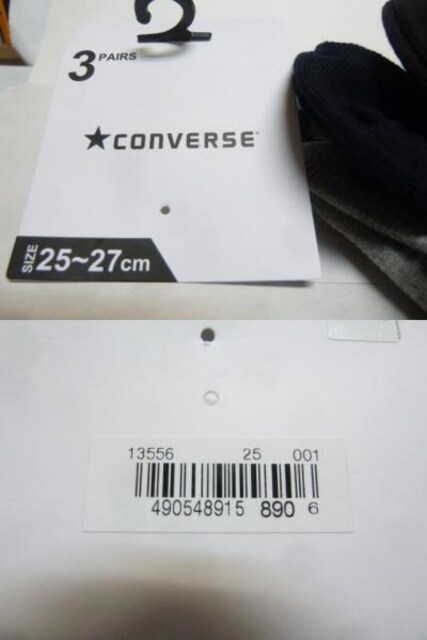 3 PAIRS
★CONVERSE®
SIZE 25~27cm
13556 25 001
490548915 890 6